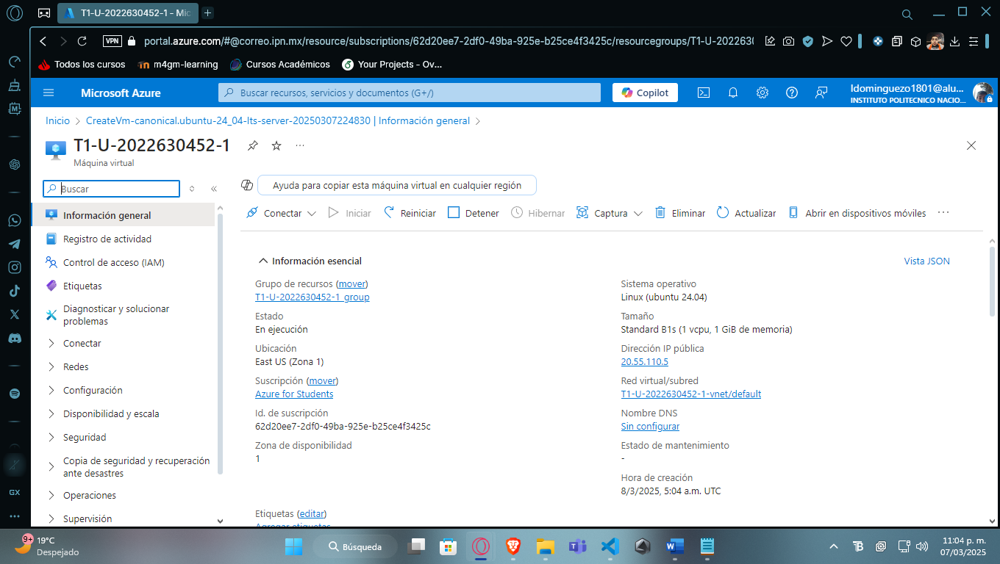 T1-U-2022630452-1 - Mic
VPN
portal.azure.com/#@correo.ipn.mx/resource/subscriptions/62d20ee7-2df0-49ba-925e-b25ce4f3425c/resourcegroups/T1-U-2022630
Todos los cursos
m4gm-learning
Cursos Académicos
Your Projects - Ov...
Microsoft Azure
Buscar recursos, servicios y documentos (G+/)
Copilot
ldominguezo1801@alu...
INSTITUTO POLITECNICO NACIO...
Inicio > CreateVm-canonical.ubuntu-24_04-lts-server-20250307224830 | Información general >
T1-U-2022630452-1
Máquina virtual
Buscar
Ayuda para copiar esta máquina virtual en cualquier región
Conectar
Iniciar
Reiniciar
Detener
Hibernar
Captura
Eliminar
Actualizar
Abrir en dispositivos móviles
Información general
Registro de actividad
Control de acceso (IAM)
Etiquetas
Diagnosticar y solucionar
problemas
Conectar
Redes
Configuración
Disponibilidad y escala
Seguridad
Copia de seguridad y recuperación
ante desastres
Operaciones
Supervisión
Información esencial
Vista JSON
Grupo de recursos (mover)
T1-U-2022630452-1_group
Estado
En ejecución
Ubicación
East US (Zona 1)
Suscripción (mover)
Azure for Students
Id. de suscripción
62d20ee7-2df0-49ba-925e-b25ce4f3425c
Zona de disponibilidad
1
Sistema operativo
Linux (ubuntu 24.04)
Tamaño
Standard B1s (1 vcpu, 1 GiB de memoria)
Dirección IP pública
20.55.110.5
Red virtual/subred
T1-U-2022630452-1-vnet/default
Nombre DNS
Sin configurar
Estado de mantenimiento
-
Hora de creación
8/3/2025, 5:04 a.m. UTC
Etiquetas (editar)
Agregar etiquetas
GX
9+
19°C
Despejado
Búsqueda
11:04 p. m.
07/03/2025